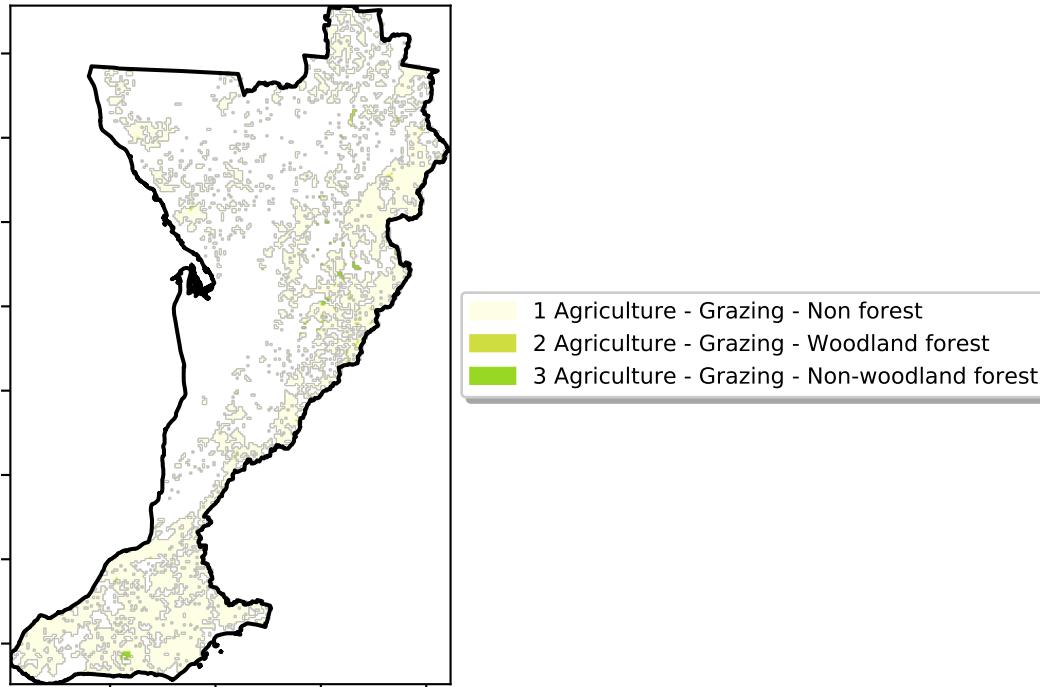 1 Agriculture - Grazing - Non forest
2 Agriculture - Grazing - Woodland forest
3 Agriculture - Grazing - Non-woodland forest